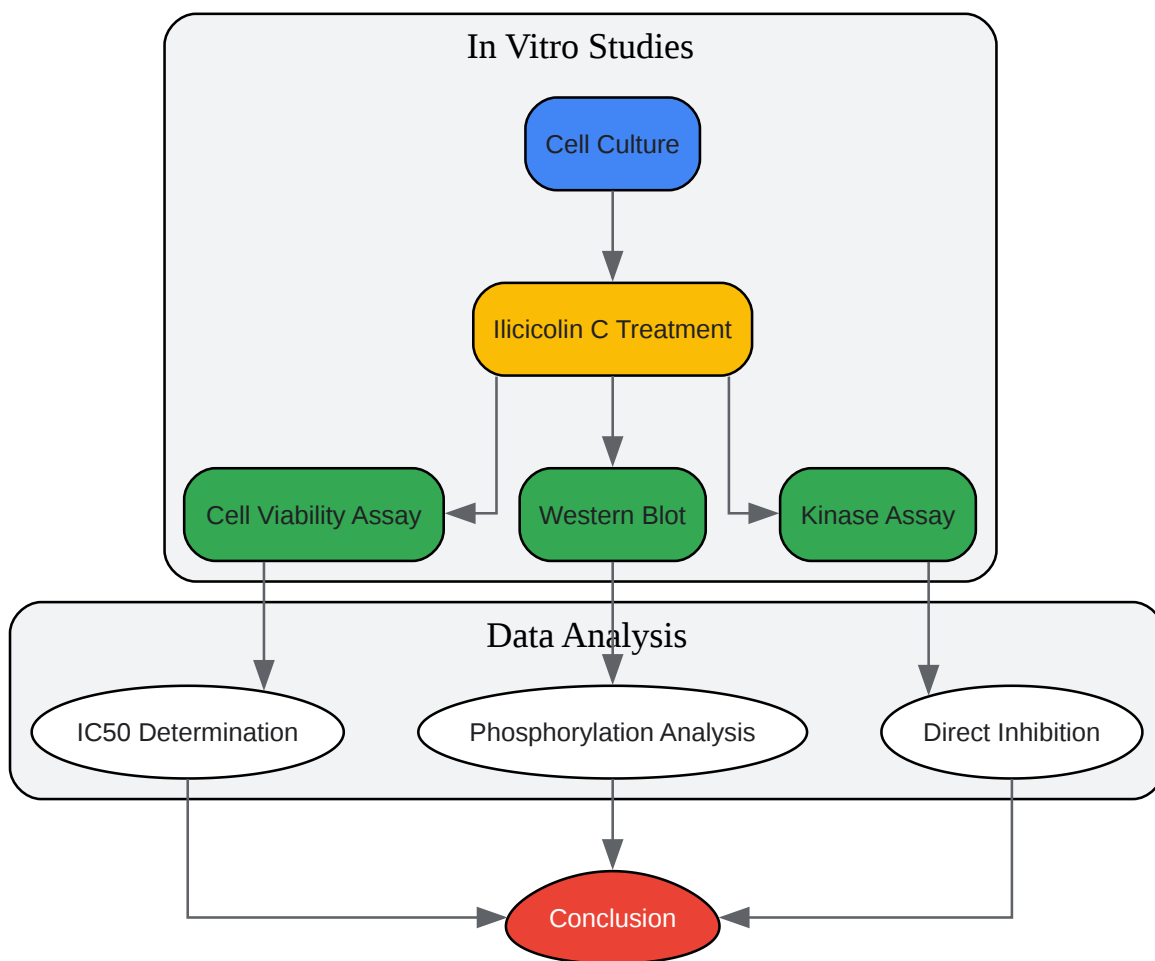 In Vitro Studies
Cell Culture
Ilicicolin C Treatment
Cell Viability Assay
Western Blot
Kinase Assay
Data Analysis
IC50 Determination
Phosphorylation Analysis
Direct Inhibition
Conclusion